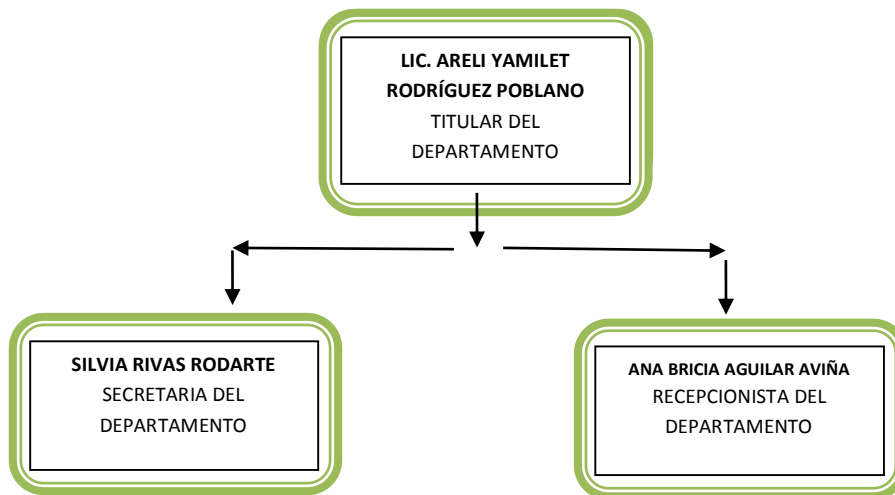 LIC. ARELI YAMILET
RODRÍGUEZ POBLANO
TITULAR DEL
DEPARTAMENTO
SILVIA RIVAS RODARTE
SECRETARIA DEL
DEPARTAMENTO
ANA BRICIA AGUILAR AVIÑA
RECEPCIONISTA DEL
DEPARTAMENTO